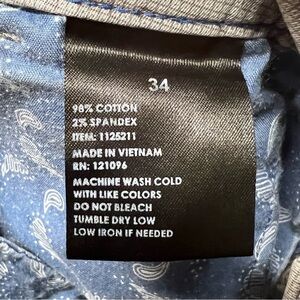 34
98% COTTON
2% SPANDEX
ITEM: 1125211
MADE IN VIETNAM
RN: 121096
MACHINE WASH COLD
WITH LIKE COLORS
DO NOT BLEACH
TUMBLE DRY LOW
LOW IRON IF NEEDED